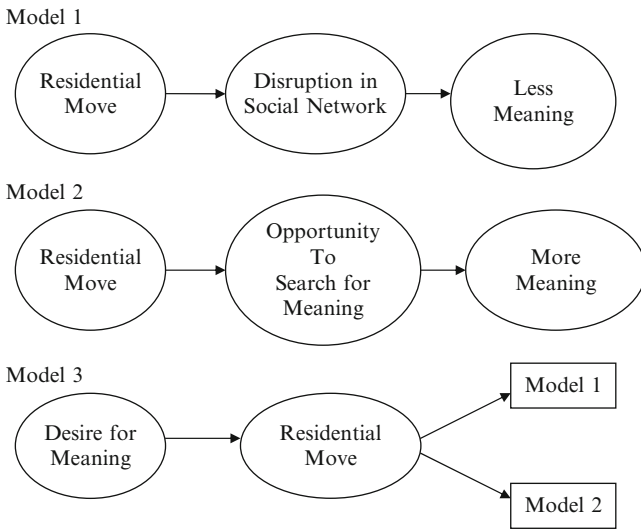 Model 1
Residential
Move
Disruption in
Social Network
Less
Meaning
Model 2
Residential
Move
Opportunity
To
Search for
Meaning
More
Meaning
Model 3
Desire for
Meaning
Residential
Move
Model 1
Model 2